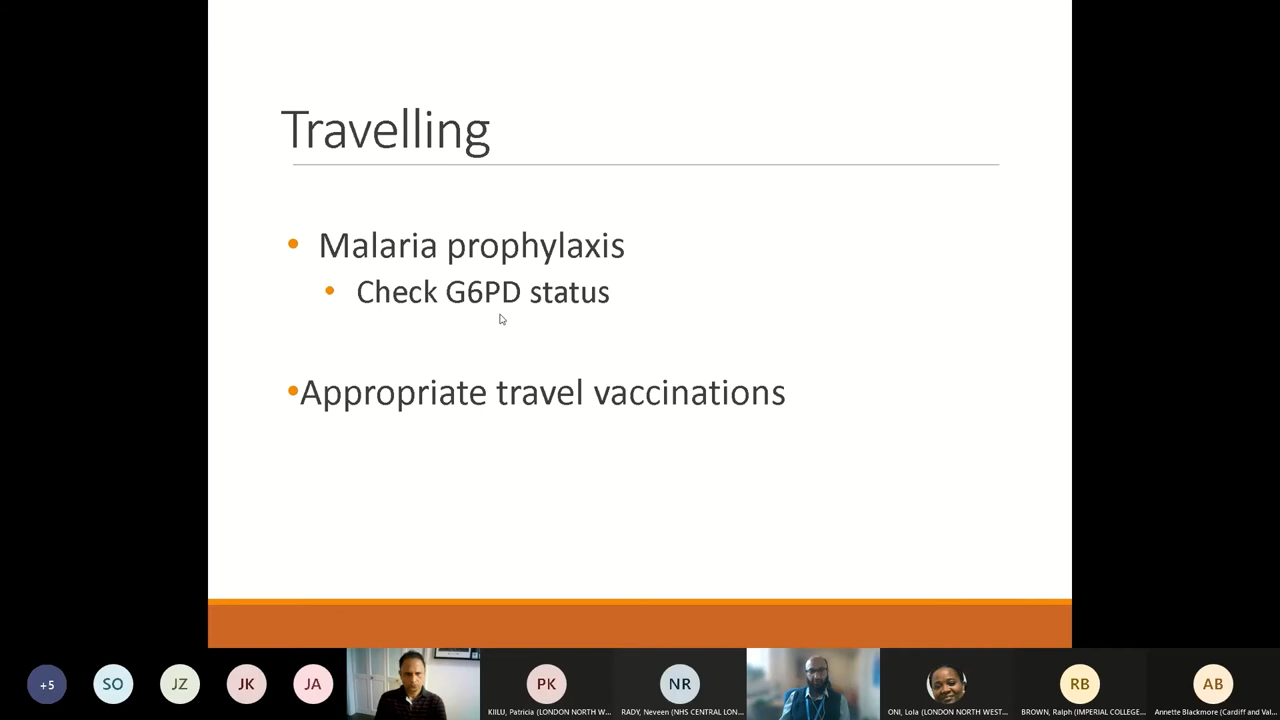 Travelling
• Malaria prophylaxis
• Check G6PD status
•Appropriate travel vaccinations
+5
SO
JZ
JK
JA
PK
NR
RB
AB
KIILU, Patricia (LONDON NORTH W...
RADY, Neveen (NHS CENTRAL LON...
ONI, Lola (LONDON NORTH WEST...
BROWN, Ralph (IMPERIAL COLLEGE...
Annette Blackmore (Cardiff and Val...